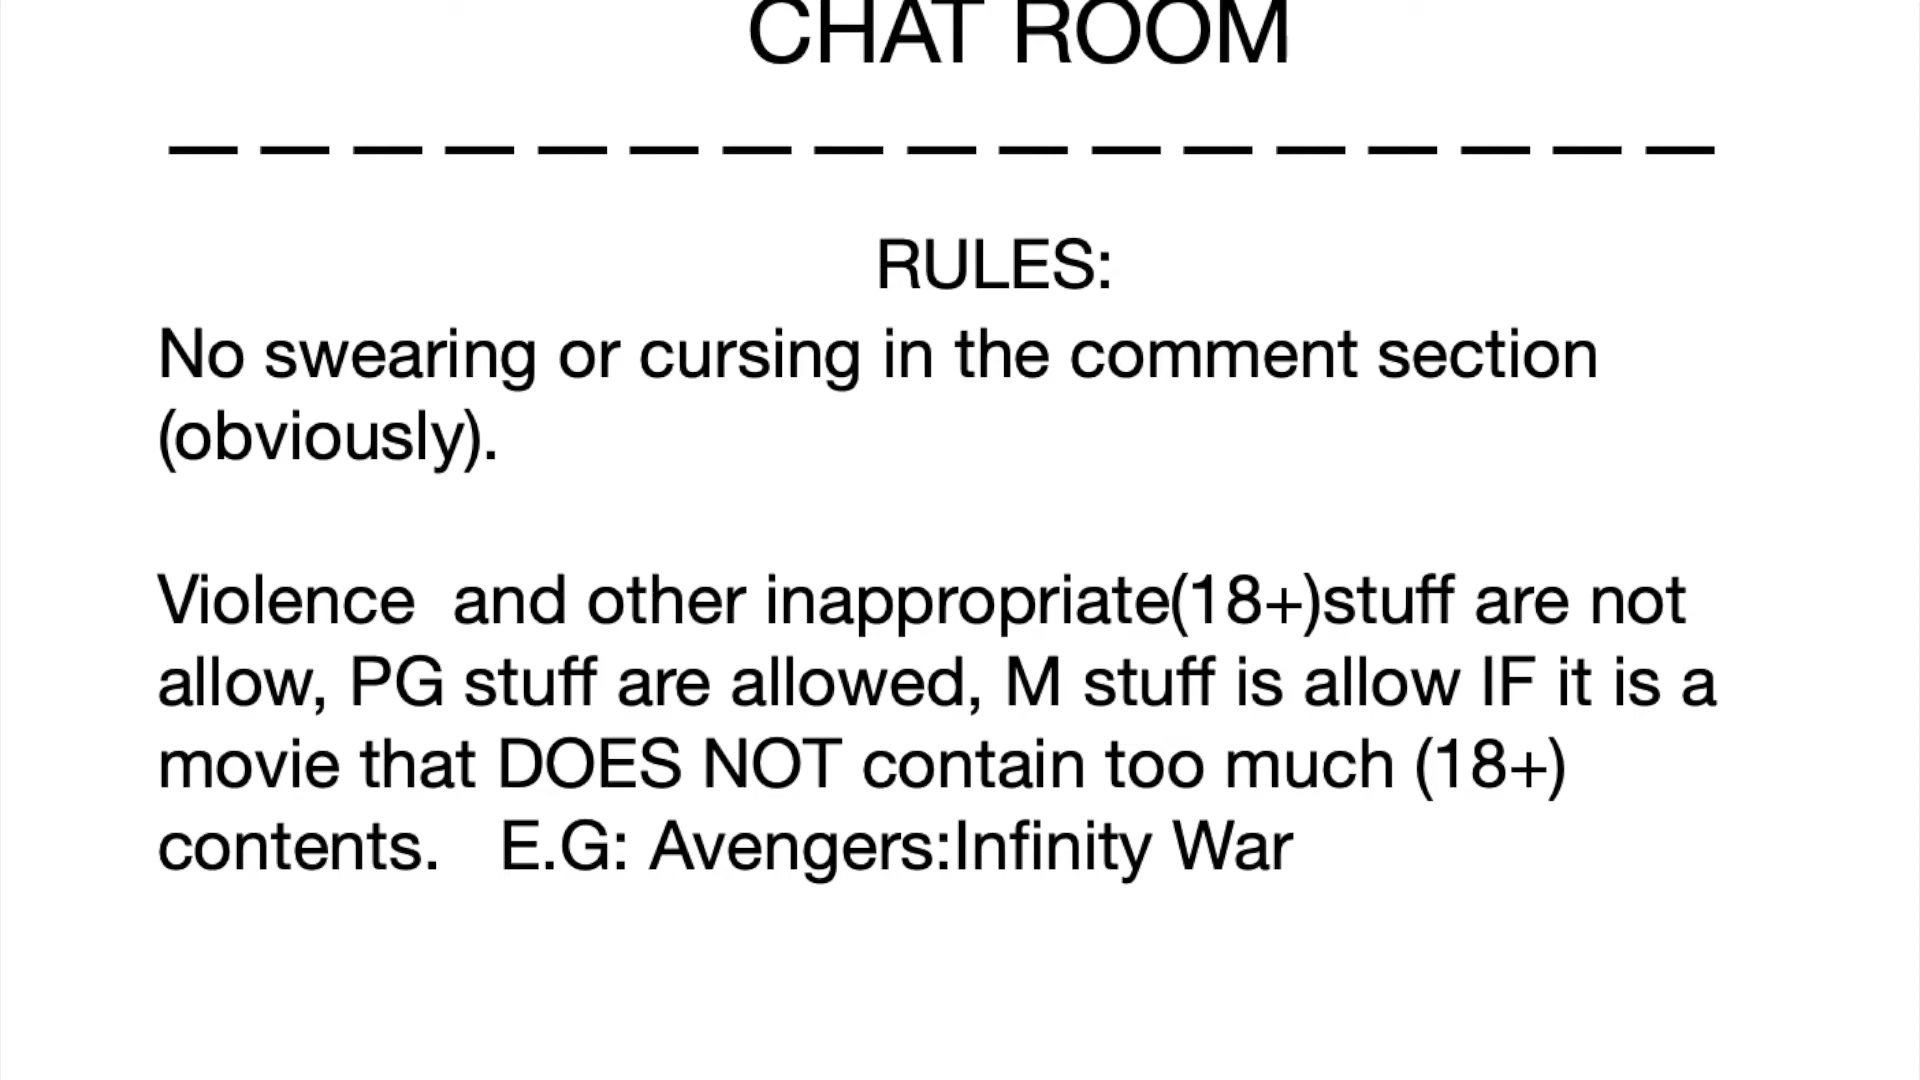 CHAT ROOM
— — — — — — — — — — — — — — — — —
RULES:
No swearing or cursing in the comment section
(obviously).
Violence  and other inappropriate(18+)stuff are not
allow, PG stuff are allowed, M stuff is allow IF it is a
movie that DOES NOT contain too much (18+)
contents.   E.G: Avengers:Infinity War